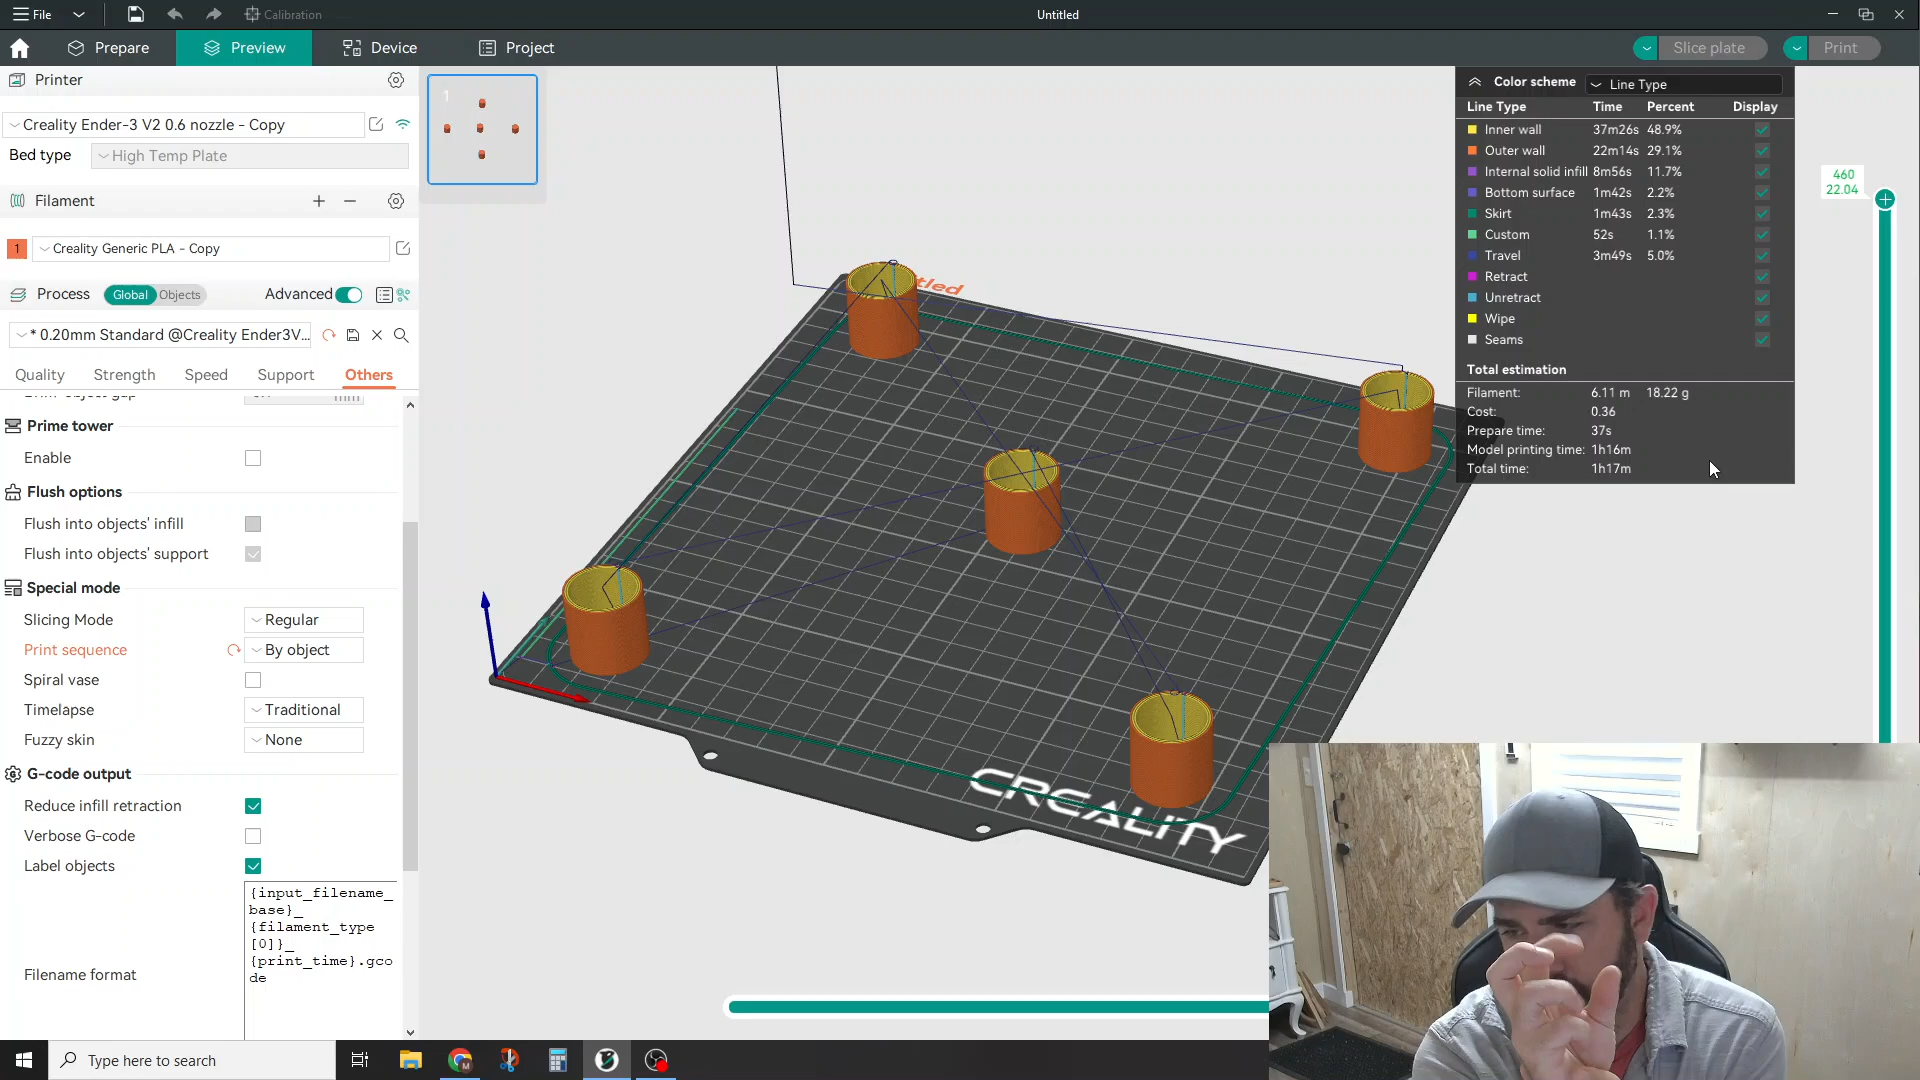 File
Calibration
Untitled
Prepare
Preview
Device
Project
Slice plate
Print
Printer
Creality Ender-3 V2 0.6 nozzle - Copy
Bed type
High Temp Plate
Filament
1
Creality Generic PLA - Copy
Process
Global
Objects
Advanced
* 0.20mm Standard @Creality Ender3V...
Quality
Strength
Speed
Support
Others
mm
Prime tower
Enable
Flush options
Flush into objects' infill
Flush into objects' support
Special mode
Slicing Mode
Regular
Print sequence
By object
Spiral vase
Timelapse
Traditional
Fuzzy skin
None
G-code output
Reduce infill retraction
Verbose G-code
Label objects
Filename format
{input_filename_
base}_
{filament_type
[0]}_
{print_time}.gco
de
1
tled
CREALITY
Color scheme
Line Type
Line Type Time Percent Display
Inner wall 37m26s 48.9%
Outer wall 22m14s 29.1%
Internal solid infill 8m56s 11.7%
Bottom surface 1m42s 2.2%
Skirt 1m43s 2.3%
Custom 52s 1.1%
Travel 3m49s 5.0%
Retract
Unretract
Wipe
Seams
Total estimation
Filament: 6.11 m 18.22 g
Cost: 0.36
Prepare time: 37s
Model printing time: 1h16m
Total time: 1h17m
460
22.04
Type here to search